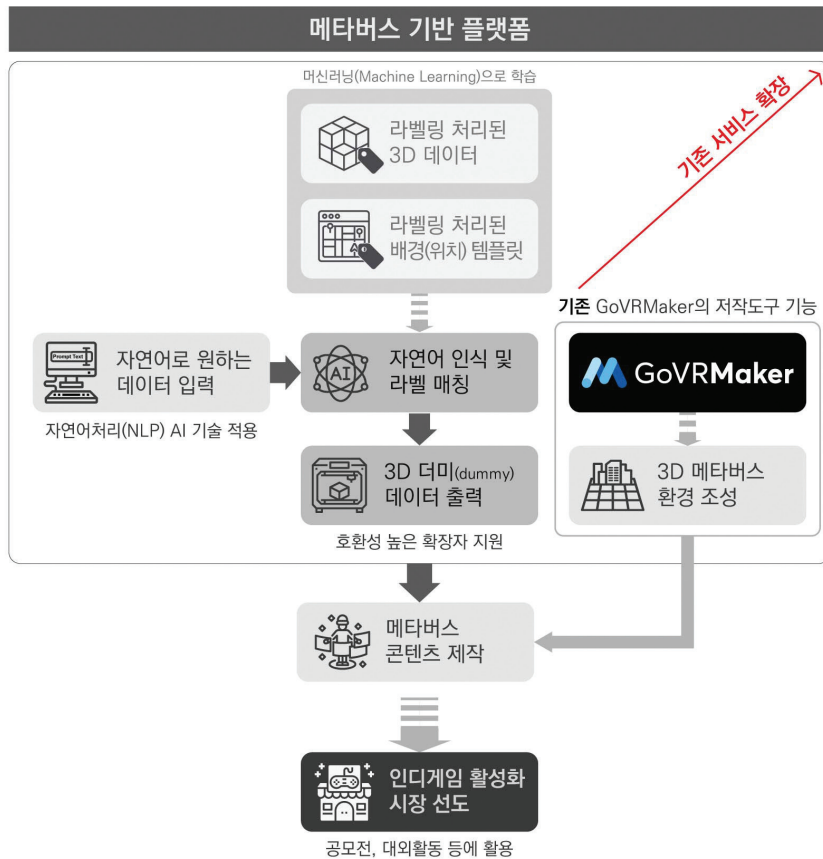 메타버스 기반 플랫폼
머신러닝(Machine Learning)으로 학습
라벨링 처리된
3D 데이터
라벨링 처리된
배경(위치) 템플릿
기존 서비스 확장
기존 GoVRMaker의 저작도구 기능
Prompt Text
자연어로 원하는
데이터 입력
자연어처리(NLP) AI 기술 적용
AI
자연어 인식 및
라벨 매칭
GoVRMaker
3D 더미(dummy)
데이터 출력
호환성 높은 확장자 지원
3D 메타버스
환경 조성
메타버스
콘텐츠 제작
인디게임 활성화
시장 선도
공모전, 대외활동 등에 활용